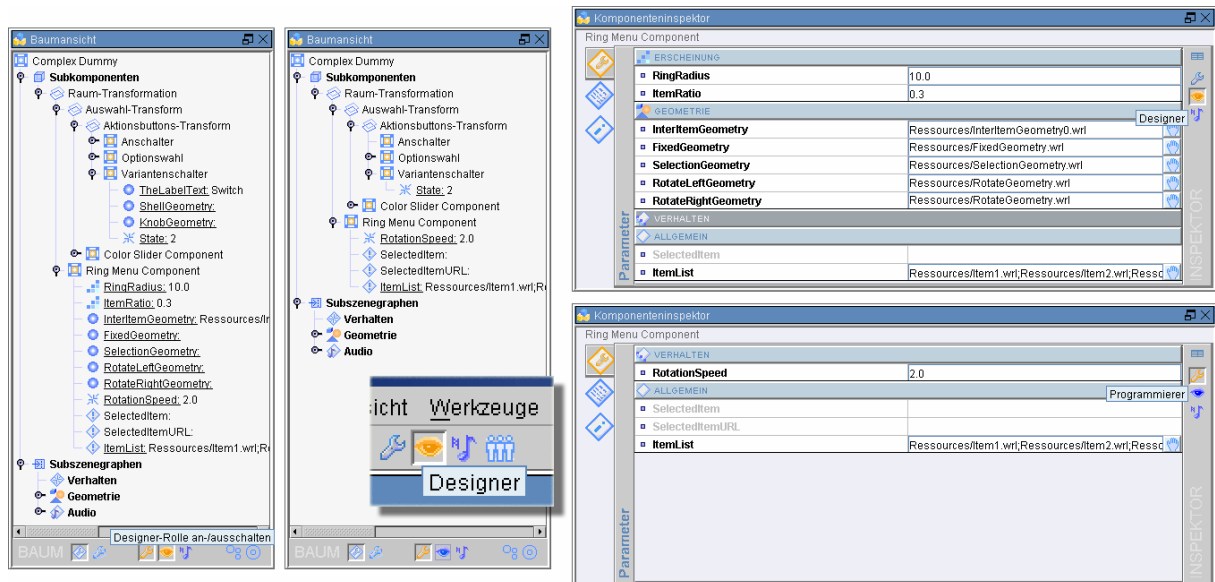 Baumansicht
Complex Dummy
Subkomponenten
Raum-Transformation
Auswahl-Transform
Aktionsbuttons-Transform
Anschalter
Optionswahl
Variantenschalter
TheLabelText: Switch
ShellGeometry:
KnobGeometry:
State: 2
Color Slider Component
Ring Menu Component
RingRadius: 10.0
ItemRatio: 0.3
InterItemGeometry: Ressources/Ir
FixedGeometry:
SelectionGeometry:
RotateLeftGeometry:
RotateRightGeometry:
RotationSpeed: 2.0
SelectedItem:
SelectedItemURL:
ItemList: Ressources/Item1.wrl;Re
Subszenegraphen
Verhalten
Geometrie
Audio
Designer-Rolle an-/ausschalten
BAUM
Baumansicht
Complex Dummy
Subkomponenten
Raum-Transformation
Auswahl-Transform
Aktionsbuttons-Transform
Anschalter
Optionswahl
Variantenschalter
State: 2
Color Slider Component
Ring Menu Component
RotationSpeed: 2.0
SelectedItem:
SelectedItemURL:
ItemList: Ressources/Item1.wrl;Re
Subszenegraphen
Verhalten
Geometrie
Audio
BAUM
icht Werkzeuge
Designer
Komponenteninspektor
Ring Menu Component
ERSCHEINUNG
RingRadius 10.0
ItemRatio 0.3
GEOMETRIE
Designer
InterItemGeometry Ressources/InterItemGeometry0.wrl
FixedGeometry Ressources/FixedGeometry.wrl
SelectionGeometry Ressources/SelectionGeometry.wrl
RotateLeftGeometry Ressources/RotateGeometry.wrl
RotateRightGeometry Ressources/RotateGeometry.wrl
VERHALTEN
ALLGEMEIN
SelectedItem
ItemList Ressources/Item1.wrl;Ressources/Item2.wrl;Ressc
Parameter
INSPEKTOR
Komponenteninspektor
Ring Menu Component
VERHALTEN
RotationSpeed 2.0
ALLGEMEIN
Programmierer
SelectedItem
SelectedItemURL
ItemList Ressources/Item1.wrl;Ressources/Item2.wrl;Ressc
Parameter
INSPEKTOR